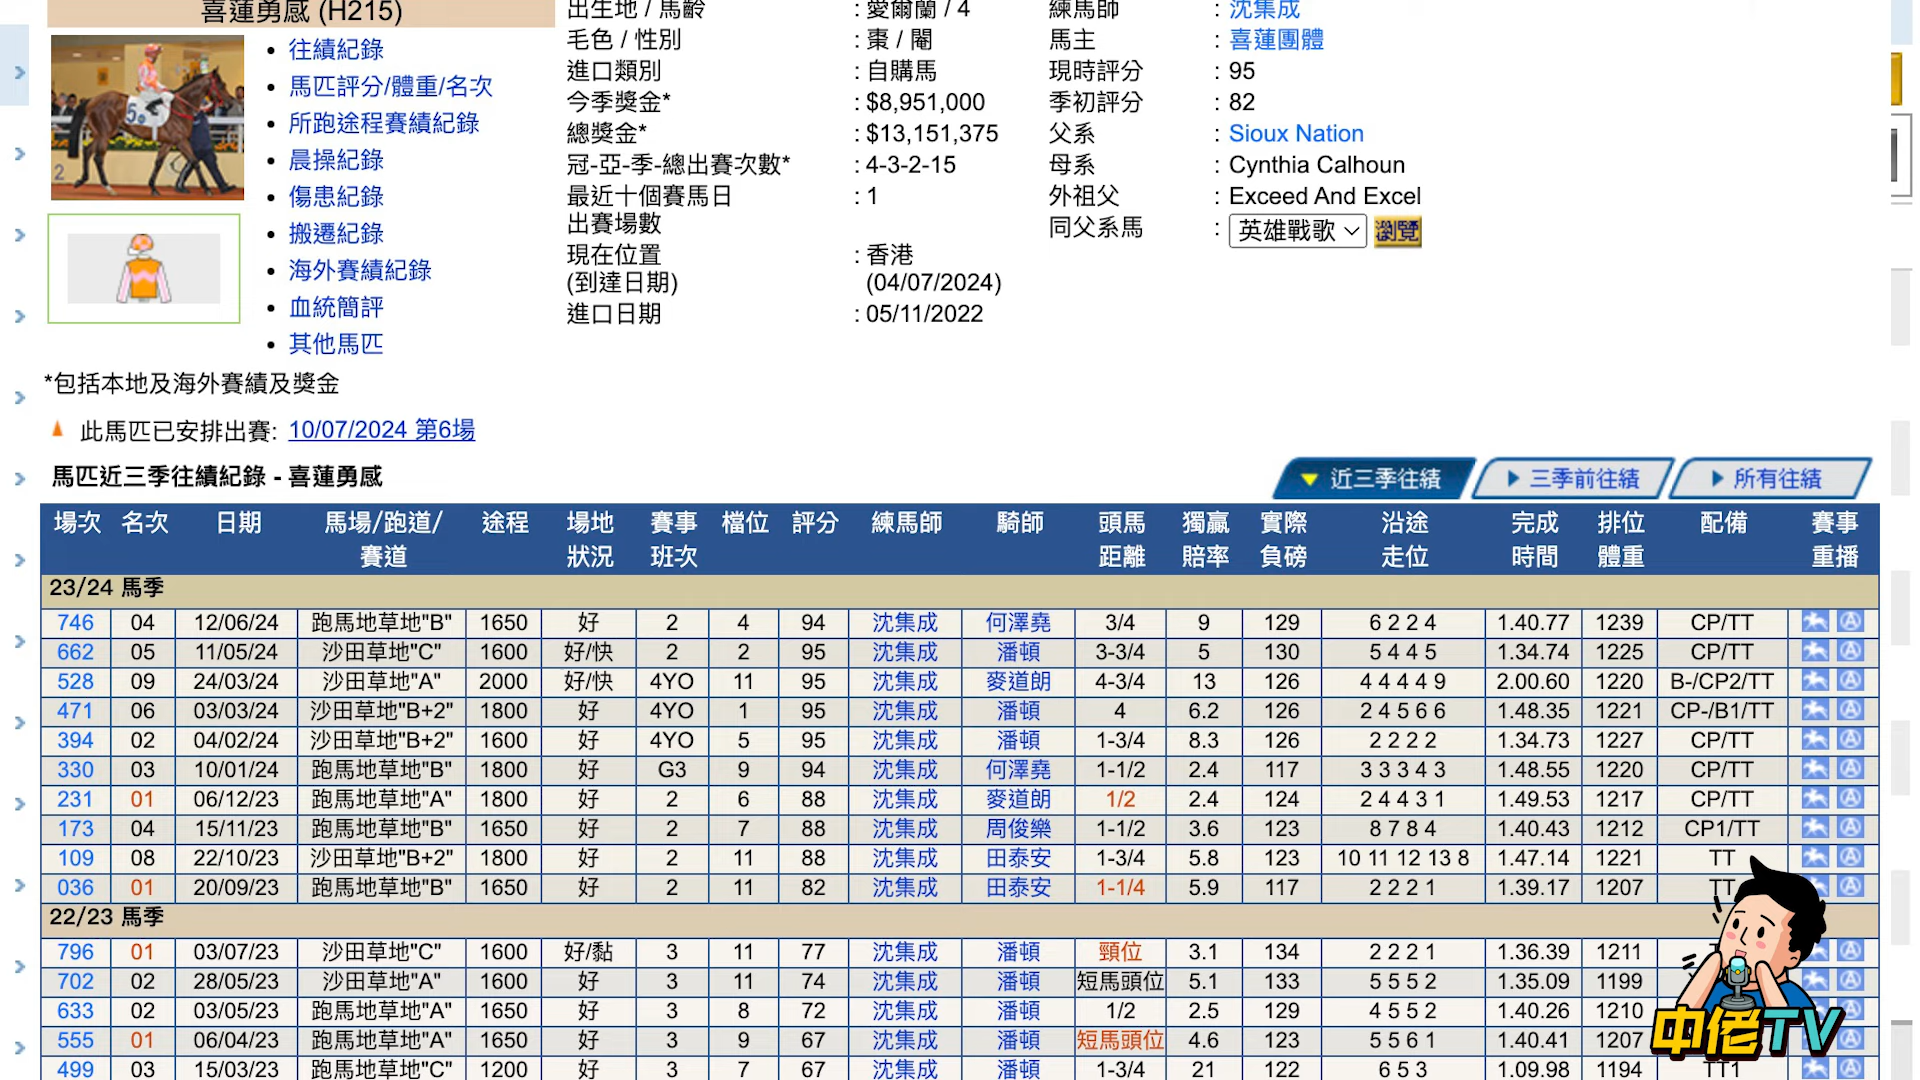 喜蓮勇感 (H215)
往績紀錄
馬匹評分/體重/名次
所跑途程賽績紀錄
晨操紀錄
傷患紀錄
搬遷紀錄
海外賽績紀錄
血統簡評
其他馬匹
出生地 / 馬齡 : 愛爾蘭 / 4
毛色 / 性別 : 棗 / 閹
進口類別 : 自購馬
今季獎金* : $8,951,000
總獎金* : $13,151,375
冠-亞-季-總出賽次數* : 4-3-2-15
最近十個賽馬日 : 1
出賽場數
現在位置 : 香港
(到達日期) (04/07/2024)
進口日期 : 05/11/2022
練馬師 : 沈集成
馬主 : 喜蓮團體
現時評分 : 95
季初評分 : 82
父系 : Sioux Nation
母系 : Cynthia Calhoun
外祖父 : Exceed And Excel
同父系馬 : 英雄戰歌 瀏覽
*包括本地及海外賽績及獎金
此馬匹已安排出賽: 10/07/2024 第6場
馬匹近三季往績紀錄 - 喜蓮勇感
近三季往績 三季前往績 所有往績
場次 名次 日期 馬場/跑道/ 途程 場地 賽事 檔位 評分 練馬師 騎師 頭馬 獨贏 實際 沿途 完成 排位 配備 賽事
賽道 狀況 班次 距離 賠率 負磅 走位 時間 體重 重播
23/24 馬季
746 04 12/06/24 跑馬地草地"B" 1650 好 2 4 94 沈集成 何澤堯 3/4 9 129 6 2 2 4 1.40.77 1239 CP/TT
662 05 11/05/24 沙田草地"C" 1600 好/快 2 2 95 沈集成 潘頓 3-3/4 5 130 5 4 4 5 1.34.74 1225 CP/TT
528 09 24/03/24 沙田草地"A" 2000 好/快 4YO 11 95 沈集成 麥道朗 4-3/4 13 126 4 4 4 4 9 2.00.60 1220 B-/CP2/TT
471 06 03/03/24 沙田草地"B+2" 1800 好 4YO 1 95 沈集成 潘頓 4 6.2 126 2 4 5 6 6 1.48.35 1221 CP-/B1/TT
394 02 04/02/24 沙田草地"B+2" 1600 好 4YO 5 95 沈集成 潘頓 1-3/4 8.3 126 2 2 2 2 1.34.73 1227 CP/TT
330 03 10/01/24 跑馬地草地"B" 1800 好 G3 9 94 沈集成 何澤堯 1-1/2 2.4 117 3 3 3 4 3 1.48.55 1220 CP/TT
231 01 06/12/23 跑馬地草地"A" 1800 好 2 6 88 沈集成 麥道朗 1/2 2.4 124 2 4 4 3 1 1.49.53 1217 CP/TT
173 04 15/11/23 跑馬地草地"B" 1650 好 2 7 88 沈集成 周俊樂 1-1/2 3.6 123 8 7 8 4 1.40.43 1212 CP1/TT
109 08 22/10/23 沙田草地"B+2" 1800 好 2 11 88 沈集成 田泰安 1-3/4 5.8 123 10 11 12 13 8 1.47.14 1221 TT
036 01 20/09/23 跑馬地草地"B" 1650 好 2 11 82 沈集成 田泰安 1-1/4 5.9 117 2 2 2 1 1.39.17 1207 TT
22/23 馬季
796 01 03/07/23 沙田草地"C" 1600 好/黏 3 11 77 沈集成 潘頓 頸位 3.1 134 2 2 2 1 1.36.39 1211
702 02 28/05/23 沙田草地"A" 1600 好 3 11 74 沈集成 潘頓 短馬頭位 5.1 133 5 5 5 2 1.35.09 1199
633 02 03/05/23 跑馬地草地"A" 1650 好 3 8 72 沈集成 潘頓 1/2 2.5 129 4 5 5 2 1.40.26 1210
555 01 06/04/23 跑馬地草地"A" 1650 好 3 9 67 沈集成 潘頓 短馬頭位 4.6 123 5 5 6 1 1.40.41 1207
499 03 15/03/23 跑馬地草地"C" 1200 好 3 7 67 沈集成 潘頓 1-3/4 21 122 6 5 3 1.09.98 1194 TT1
中佬TV